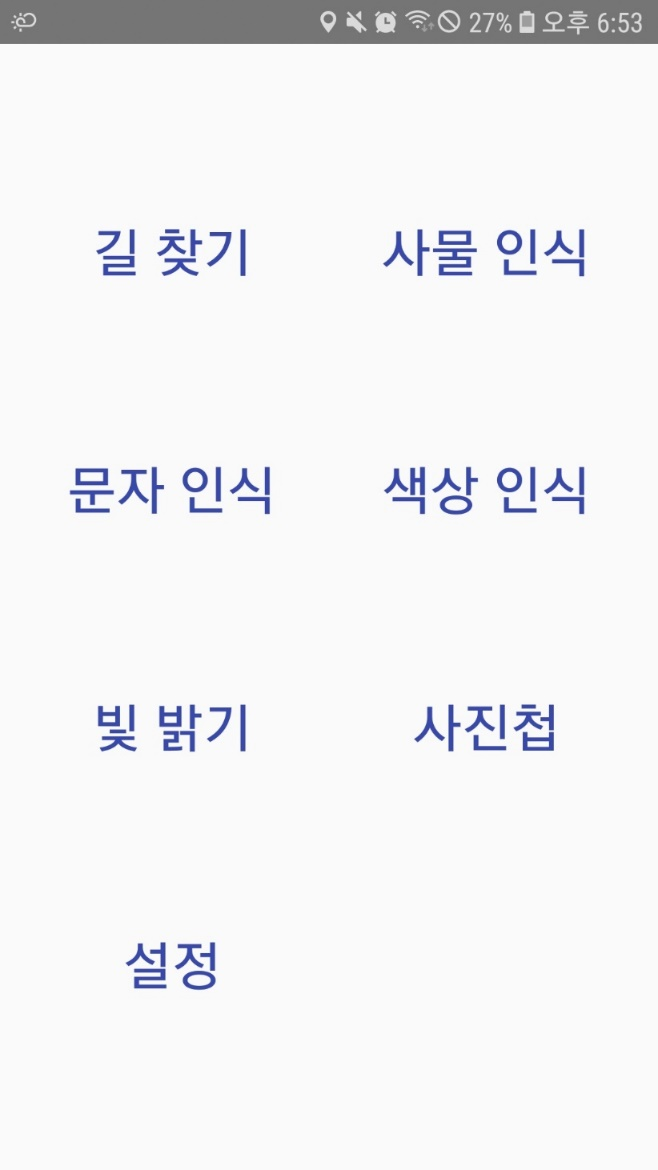 27% 오후 6:53
길 찾기 사물 인식
문자 인식 색상 인식
빛 밝기 사진첩
설정